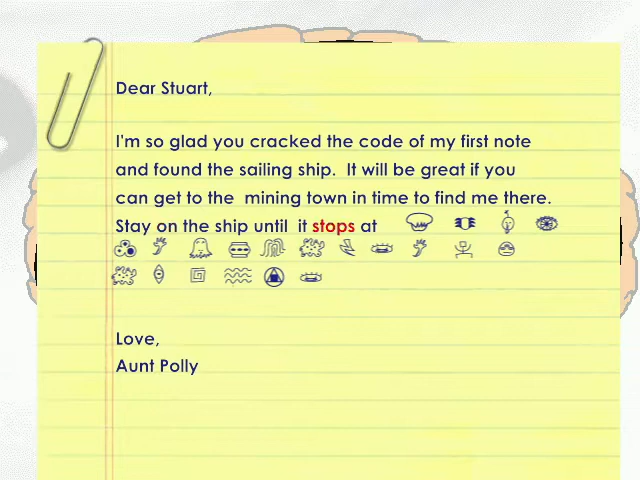 Dear Stuart,
I'm so glad you cracked the code of my first note
and found the sailing ship. It will be great if you
can get to the mining town in time to find me there.
Stay on the ship until it stops at
Love,
Aunt Polly